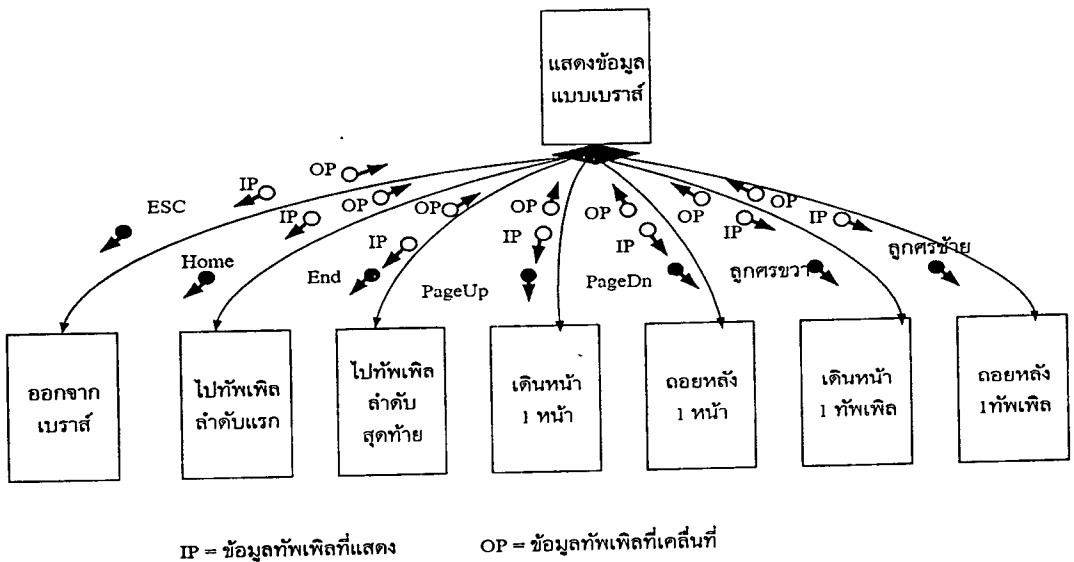 แสดงข้อมูล
แบบเบราส์
OP
IP
OP
IP
OP
IP
OP
IP
OP
IP
OP
IP
OP
IP
ESC
Home
End
PageUp
PageDn
ลูกศรขวา
ลูกศรซ้าย
ออกจาก
เบราส์
ไปทัพเพิล
ลำดับแรก
ไปทัพเพิล
ลำดับ
สุดท้าย
เดินหน้า
1 หน้า
ถอยหลัง
1 หน้า
เดินหน้า
1 ทัพเพิล
ถอยหลัง
1ทัพเพิล
IP = ข้อมูลทัพเพิลที่แสดง
OP = ข้อมูลทัพเพิลที่เคลื่อนที่